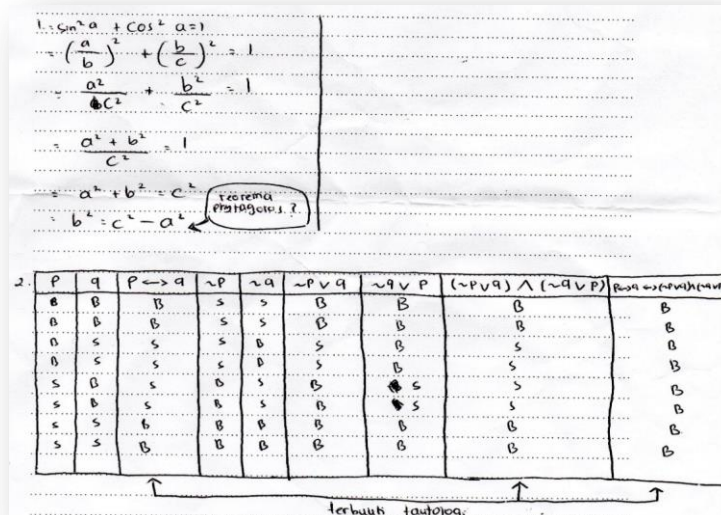 1. = sin² a + cos² a = 1
= (a/b)² + (b/c)² = 1
= a²/c² + b²/c² = 1
= a² + b²/c² = 1
= a² + b² = c²
= b² = c² − a²
teorema
phytagoras. ?
2.
p q p ↔ q ~p ~q ~p ∨ q ~q ∨ p (~p ∨ q) ∧ (~q ∨ p) p↔q ↔ (~p∨q)∧(~q∨p)
B B B S S B B B B
B B B S S B B B B
B S S S B S B S B
B S S S B S B S B
S B S B S B S S B
S B S B S B S S B
S S B B B B B B B
S S B B B B B B B
terbukti tautologi